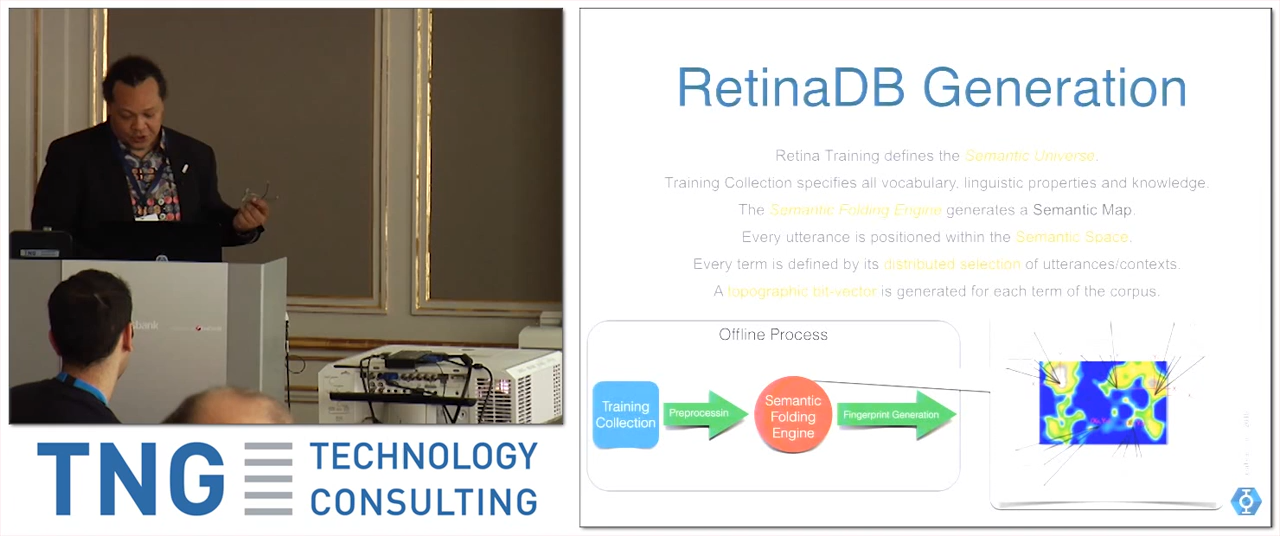 RetinaDB Generation
Retina Training defines the Semantic Universe.
Training Collection specifies all vocabulary, linguistic properties and knowledge.
The Semantic Folding Engine generates a Semantic Map.
Every utterance is positioned within the Semantic Space.
Every term is defined by its distributed selection of utterances/contexts.
A topographic bit-vector is generated for each term of the corpus.
Offline Process
Training
Collection
Preprocessin
Semantic
Folding
Engine
Fingerprint Generation
TNG
TECHNOLOGY
CONSULTING
TNG
bank